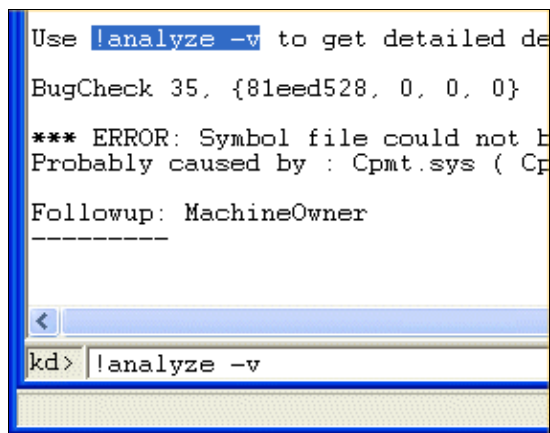 Use !analyze -v to get detailed de
BugCheck 35, {81eed528, 0, 0, 0}
*** ERROR: Symbol file could not b
Probably caused by : Cpmt.sys ( Cp
Followup: MachineOwner
---------
kd> !analyze -v